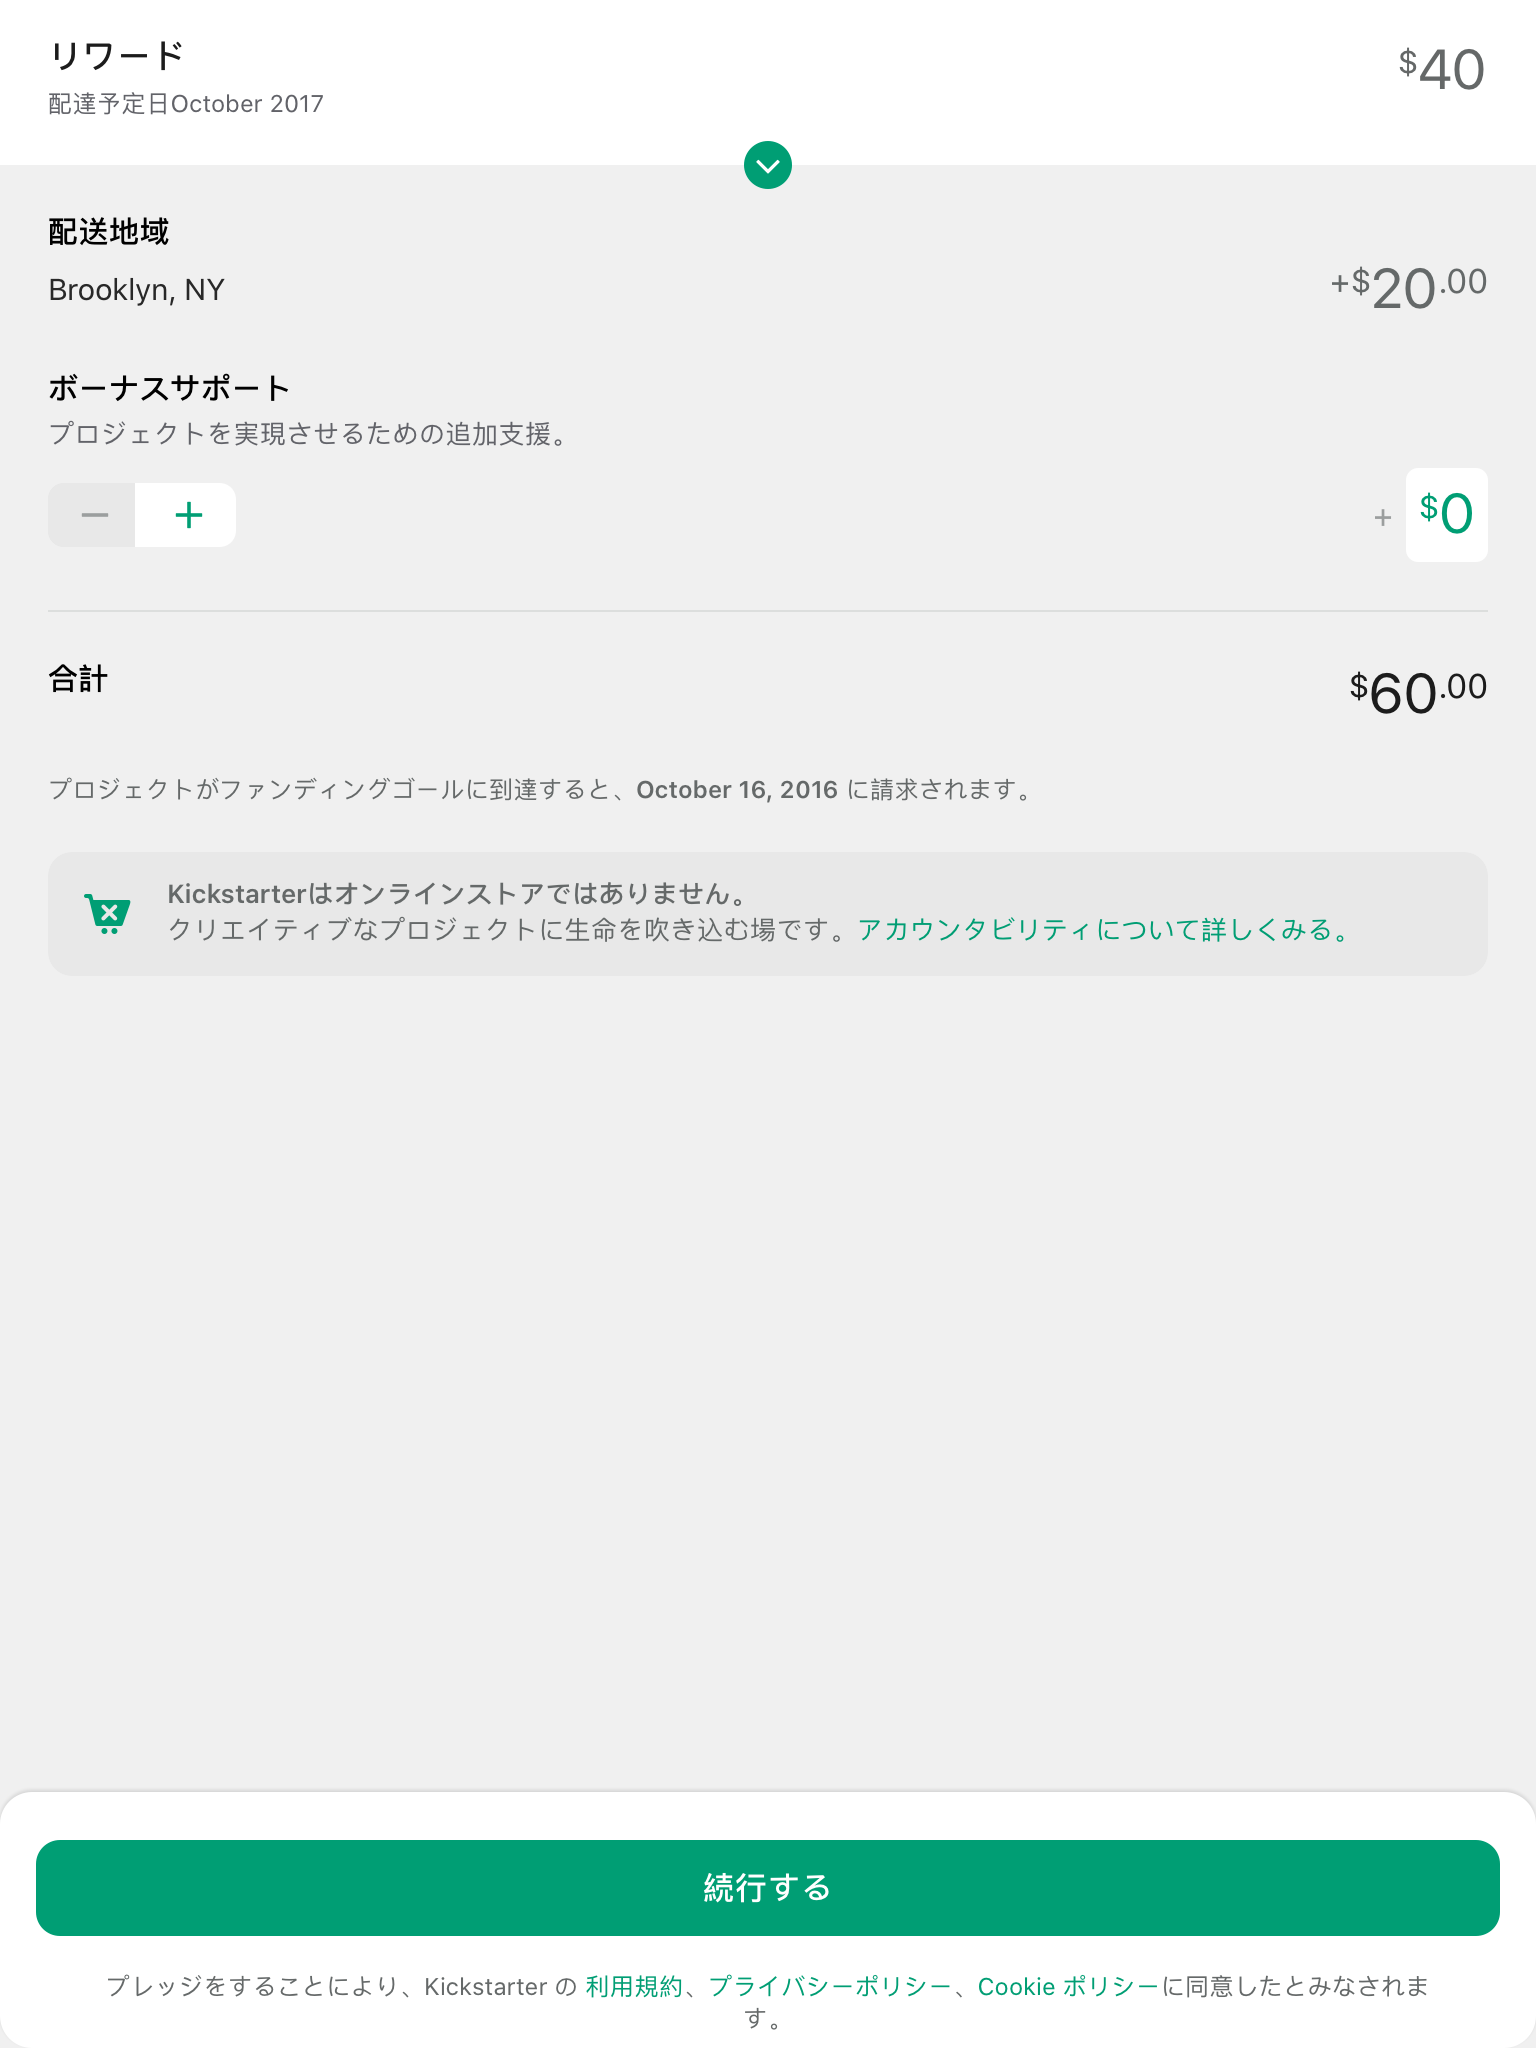 リワード
$40
配達予定日October 2017
配送地域
Brooklyn, NY
+$20.00
ボーナスサポート
プロジェクトを実現させるための追加支援。
+ $0
合計
$60.00
プロジェクトがファンディングゴールに到達すると、October 16, 2016 に請求されます。
Kickstarterはオンラインストアではありません。
クリエイティブなプロジェクトに生命を吹き込む場です。アカウンタビリティについて詳しくみる。
続行する
プレッジをすることにより、Kickstarter の 利用規約、プライバシーポリシー、Cookie ポリシーに同意したとみなされま
す。